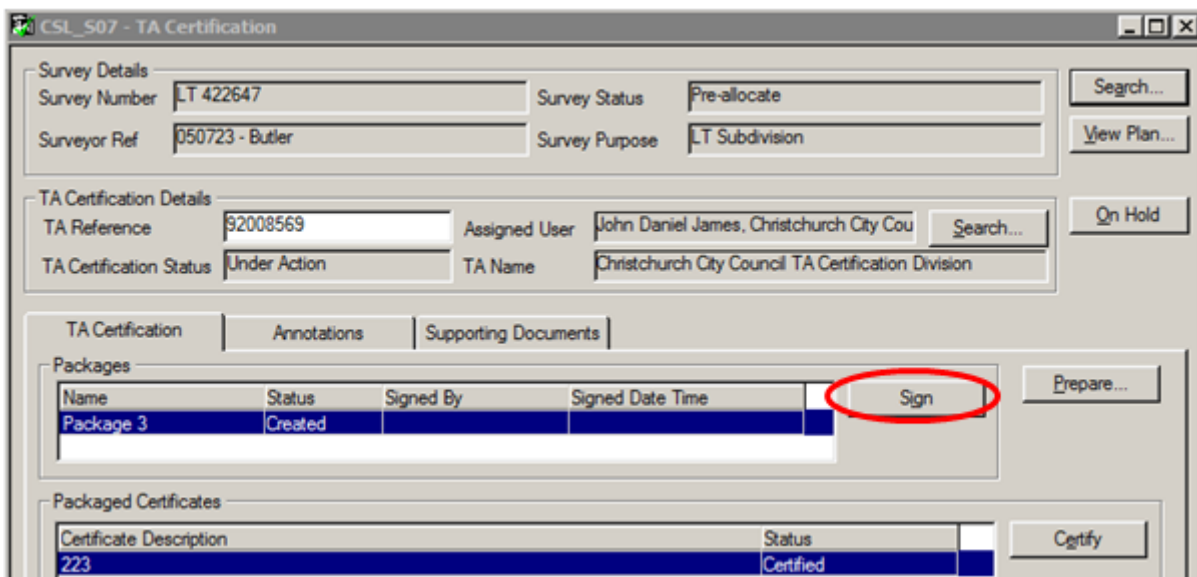 CSL_S07 - TA Certification
Survey Details
Survey Number LT 422647 Survey Status Pre-allocate Search...
Surveyor Ref 050723 - Butler Survey Purpose LT Subdivision View Plan...
TA Certification Details
TA Reference 92008569 Assigned User John Daniel James, Christchurch City Cou Search... On Hold
TA Certification Status Under Action TA Name Christchurch City Council TA Certification Division
TA Certification Annotations Supporting Documents
Packages
Name Status Signed By Signed Date Time Sign Prepare...
Package 3 Created
Packaged Certificates
Certificate Description Status Certify
223 Certified